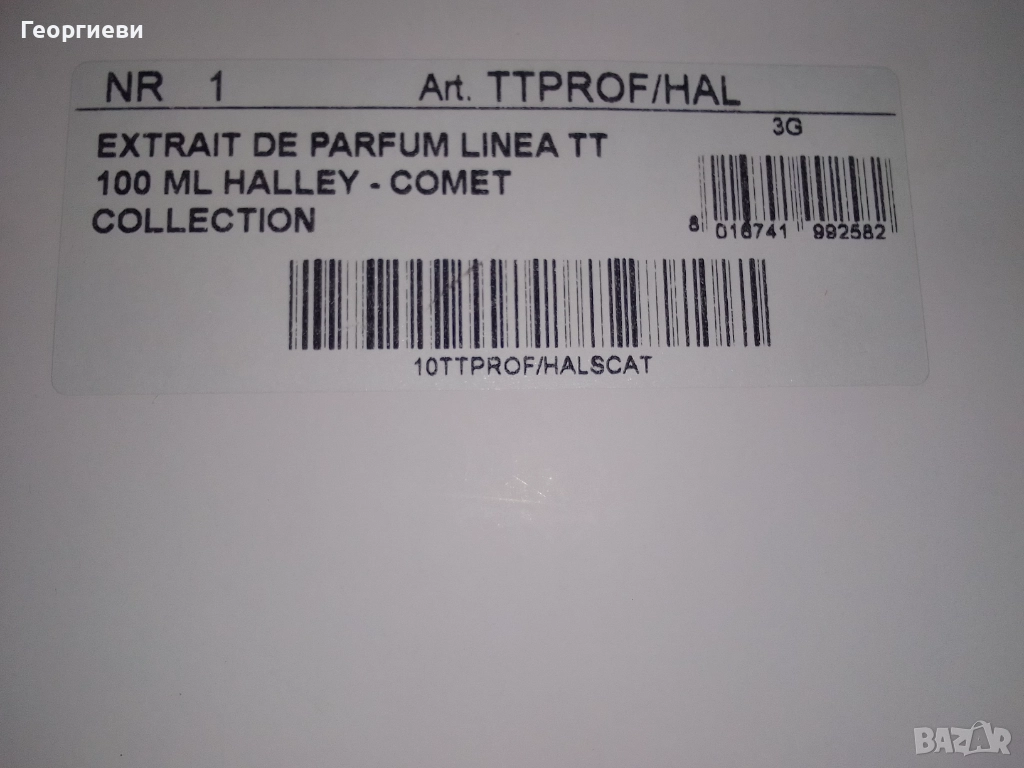 Георгиеви
NR 1 Art. TTPROF/HAL
3G
EXTRAIT DE PARFUM LINEA TT
100 ML HALLEY - COMET
COLLECTION
8 016741 992582
10TTPROF/HALSCAT
BAZAR